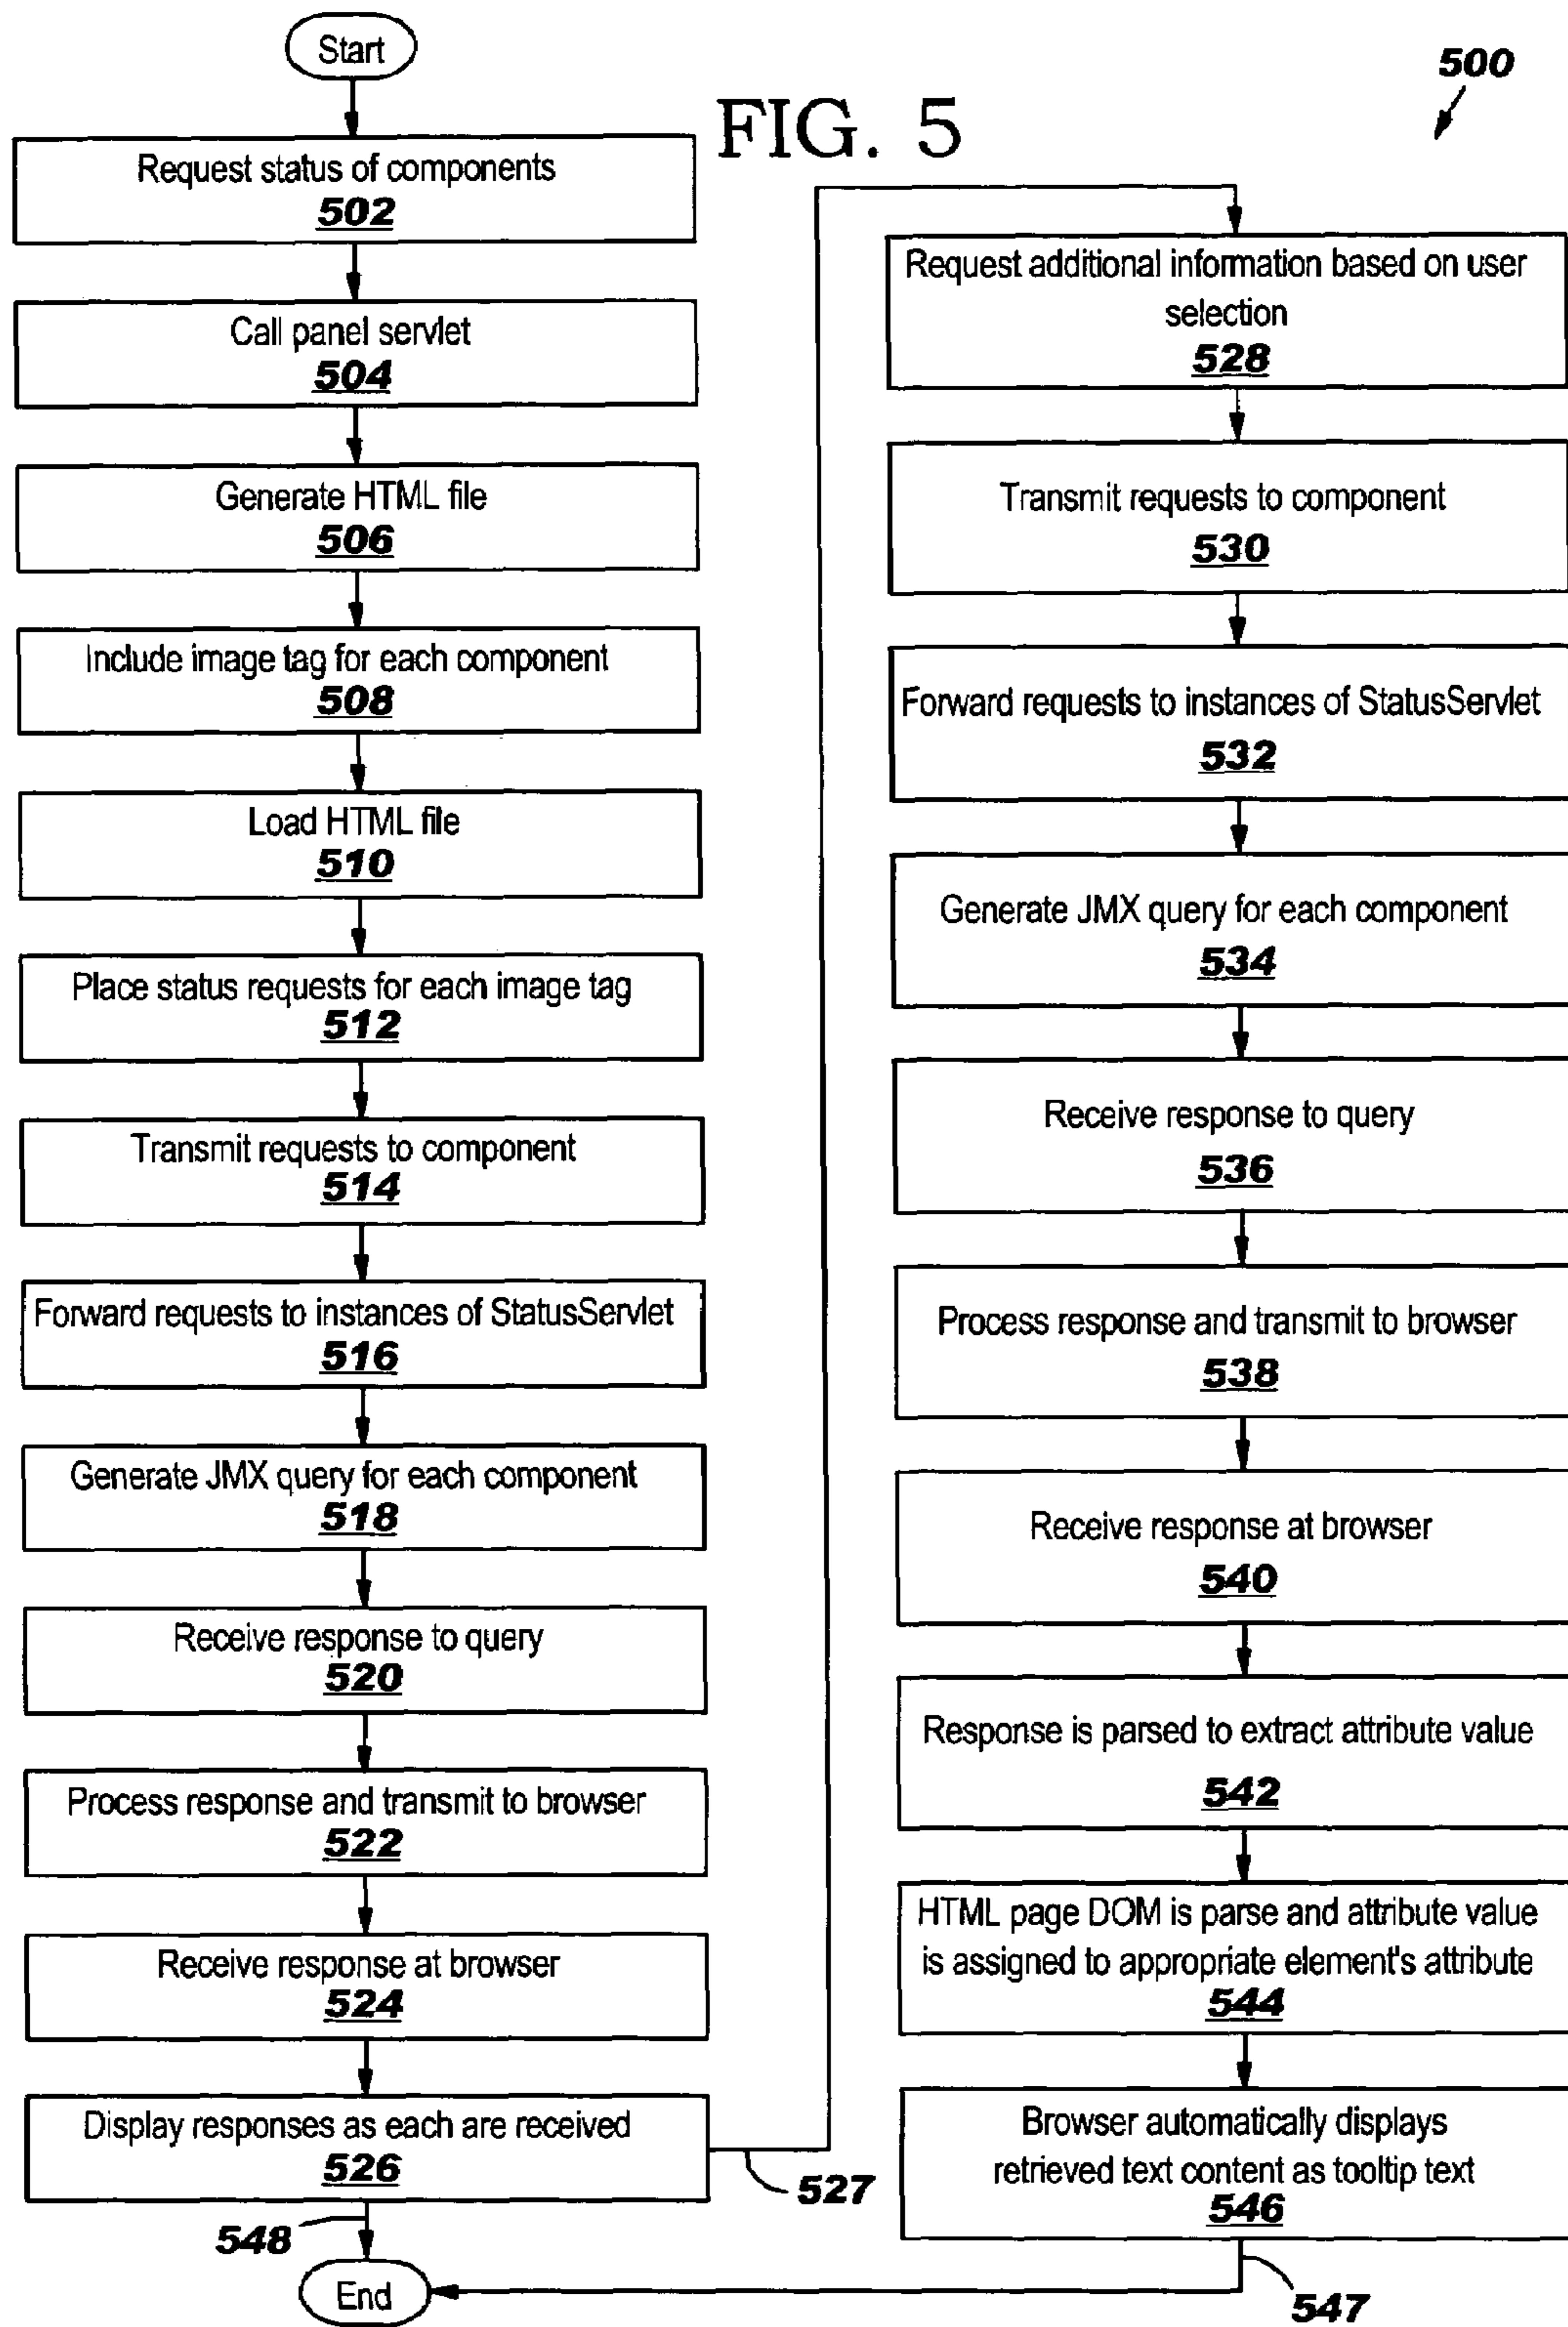 Start
500
FIG. 5
Request status of components
502
Call panel servlet
504
Generate HTML file
506
Include image tag for each component
508
Load HTML file
510
Place status requests for each image tag
512
Transmit requests to component
514
Forward requests to instances of StatusServlet
516
Generate JMX query for each component
518
Receive response to query
520
Process response and transmit to browser
522
Receive response at browser
524
Display responses as each are received
526
527
548
End
Request additional information based on user
selection
528
Transmit requests to component
530
Forward requests to instances of StatusServlet
532
Generate JMX query for each component
534
Receive response to query
536
Process response and transmit to browser
538
Receive response at browser
540
Response is parsed to extract attribute value
542
HTML page DOM is parse and attribute value
is assigned to appropriate element's attribute
544
Browser automatically displays
retrieved text content as tooltip text
546
547